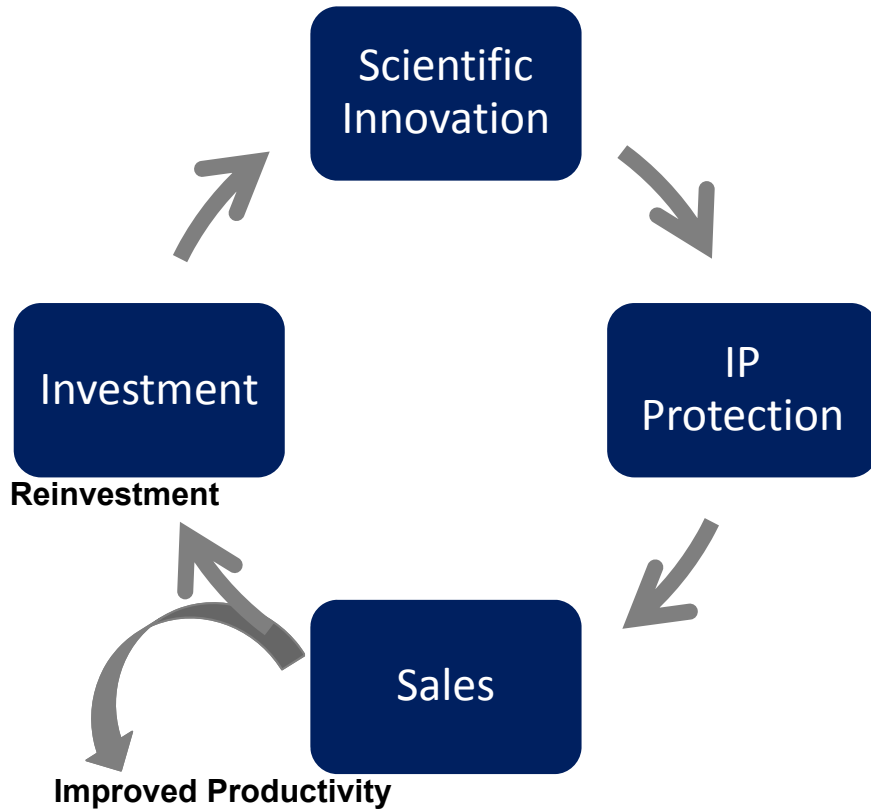 Scientific
Innovation
Investment
IP
Protection
Reinvestment
Sales
Improved Productivity